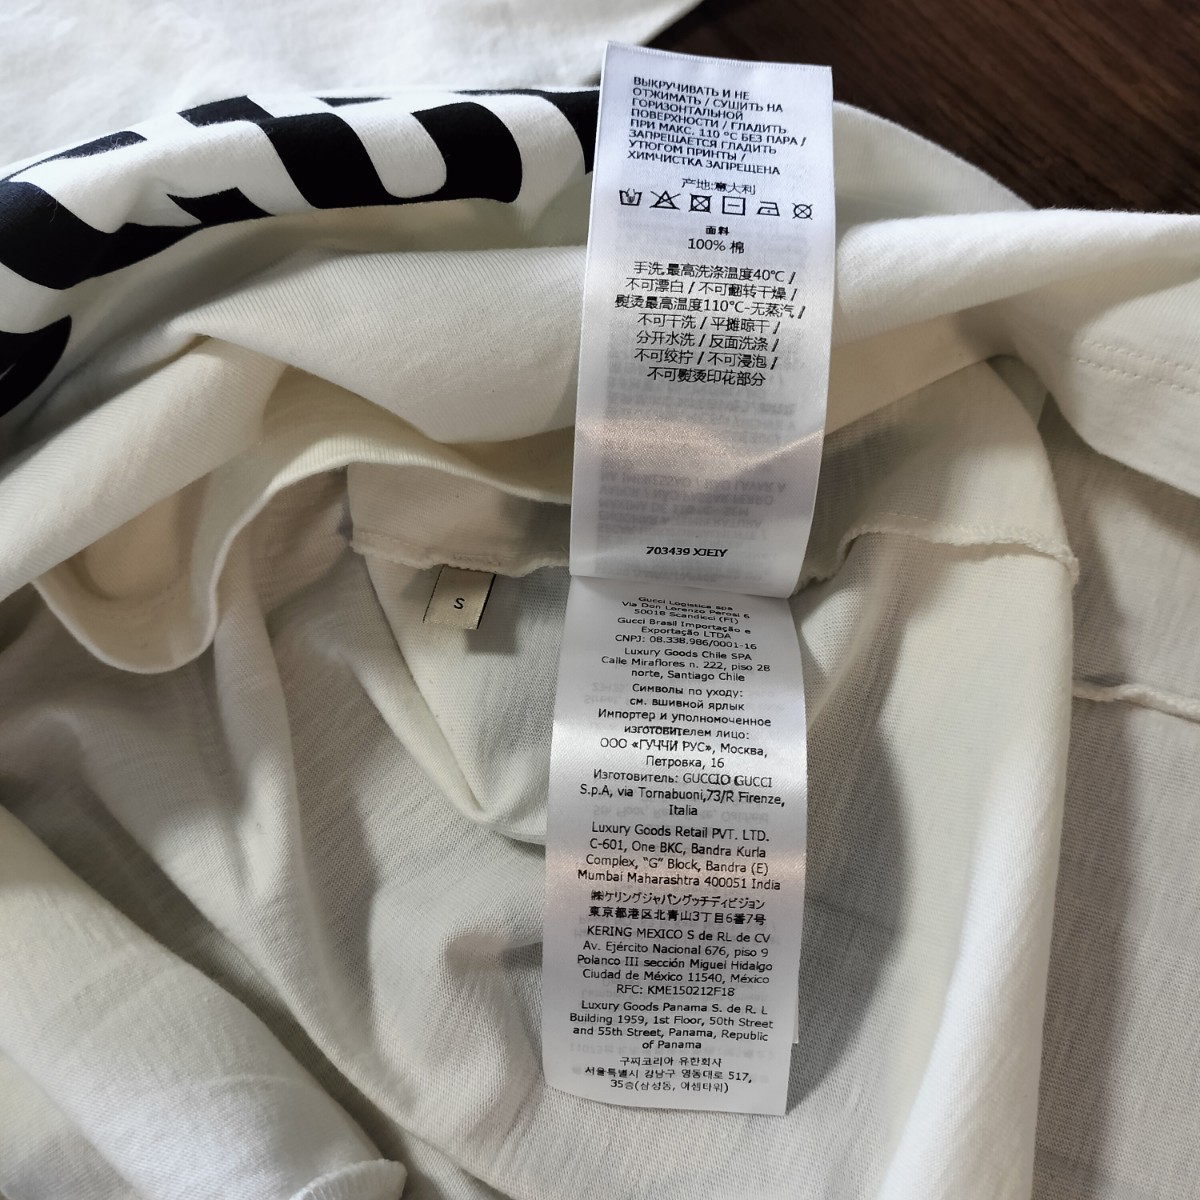 ВЫКРУЧИВАТЬ И НЕ
ОТЖИМАТЬ / СУШИТЬ НА
ГОРИЗОНТАЛЬНОЙ
ПОВЕРХНОСТИ / ГЛАДИТЬ
ПРИ МАКС. 110 °C БЕЗ ПАРА /
ЗАПРЕЩАЕТСЯ ГЛАДИТЬ
УТЮГОМ ПРИНТЫ /
ХИМЧИСТКА ЗАПРЕЩЕНА
产地:意大利
面料
100% 棉
手洗,最高洗涤温度40℃ /
不可漂白 / 不可翻转干燥 /
熨烫最高温度110℃-无蒸汽 /
不可干洗 / 平摊晾干 /
分开水洗 / 反面洗涤 /
不可绞拧 / 不可浸泡 /
不可熨烫印花部分
703439 XJEIY
S
Gucci Logistica spa
Via Don Lorenzo Perosi 6
50018 Scandicci (FI)
Gucci Brasil Importação e
Exportação LTDA
CNPJ: 08.338.986/0001-16
Luxury Goods Chile SPA
Calle Miraflores n. 222, piso 28
norte, Santiago Chile
Символы по уходу:
см. вшивной ярлык
Импортер и уполномоченное
изготовителем лицо:
ООО «ГУЧЧИ РУС», Москва,
Петровка, 16
Изготовитель: GUCCIO GUCCI
S.p.A, via Tornabuoni,73/R Firenze,
Italia
Luxury Goods Retail PVT. LTD.
C-601, One BKC, Bandra Kurla
Complex, "G" Block, Bandra (E)
Mumbai Maharashtra 400051 India
㈱ケリングジャパングッチディビジョン
東京都港区北青山3丁目6番7号
KERING MEXICO S de RL de CV
Av. Ejército Nacional 676, piso 9
Polanco III sección Miguel Hidalgo
Ciudad de México 11540, México
RFC: KME150212F18
Luxury Goods Panama S. de R. L
Building 1959, 1st Floor, 50th Street
and 55th Street, Panama, Republic
of Panama
구찌코리아 유한회사
서울특별시 강남구 영동대로 517,
35층(삼성동, 아셈타워)